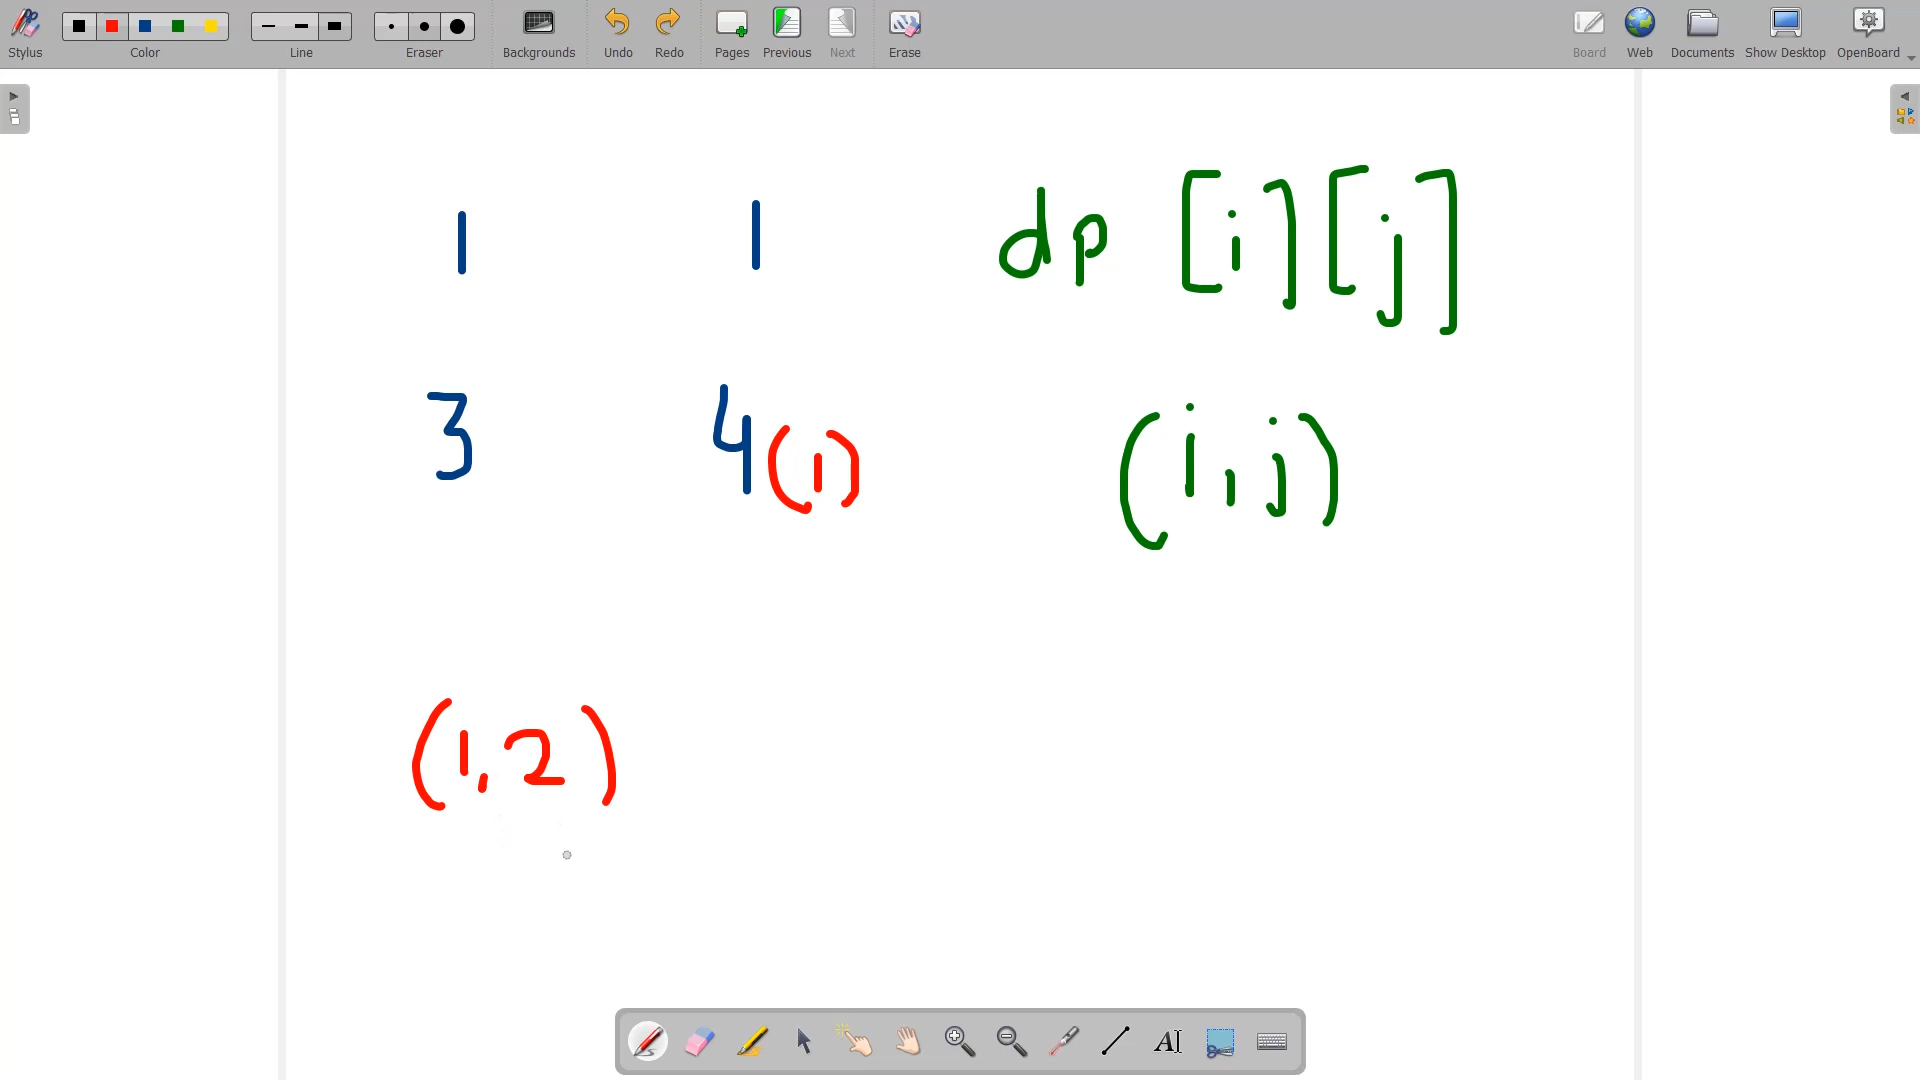 Stylus Color Line Eraser Backgrounds Undo Redo Pages Previous Next Erase Board Web Documents Show Desktop OpenBoard
1 1 dp [i][j]
3 4(1) (i,j)
(1,2)